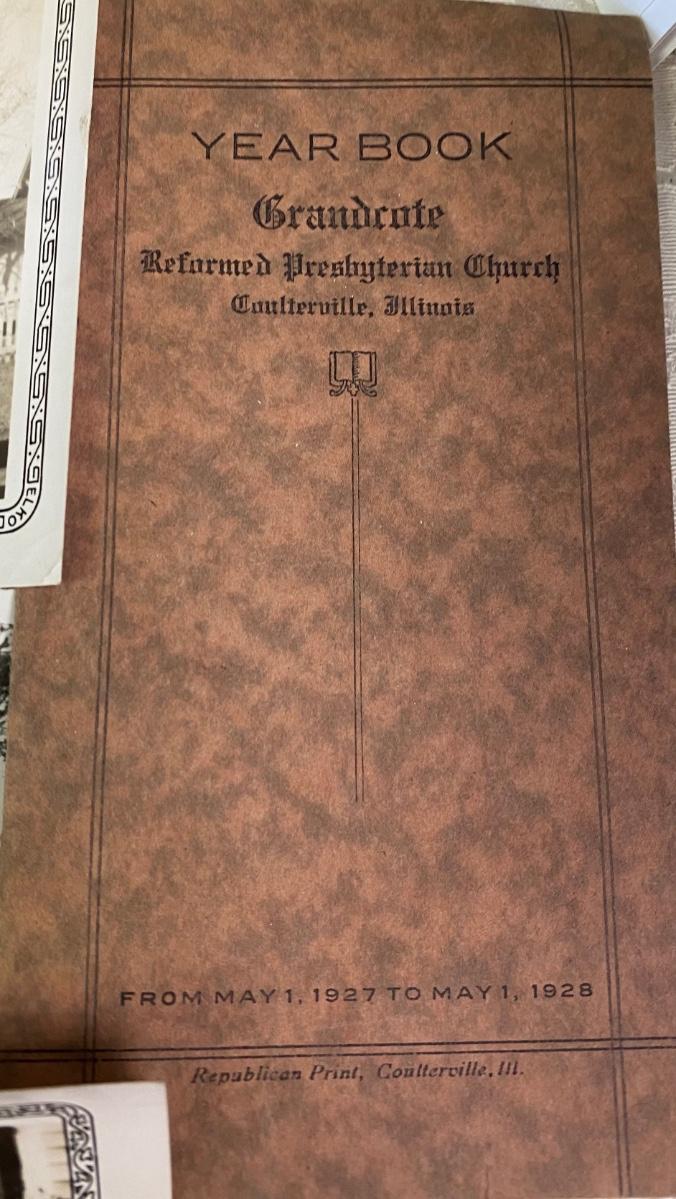 YEAR BOOK
Grandcote
Reformed Presbyterian Church
Coulterville, Illinois
FROM MAY 1, 1927 TO MAY 1, 1928
Republican Print, Coulterville, Ill.